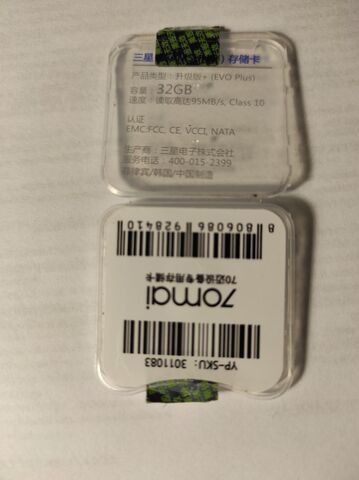 三星 ) 存储卡
产品类型：升级版+ (EVO Plus)
容量：32GB
速度：读取高达95MB/s, Class 10
认证
EMC:FCC, CE, VCCI, NATA
生产商：三星电子株式会社
服务电话：400-015-2399
菲律宾/韩国/中国制造
YP-SKU: 3011083
70mai
70迈设备专用存储卡
8 806086 928410